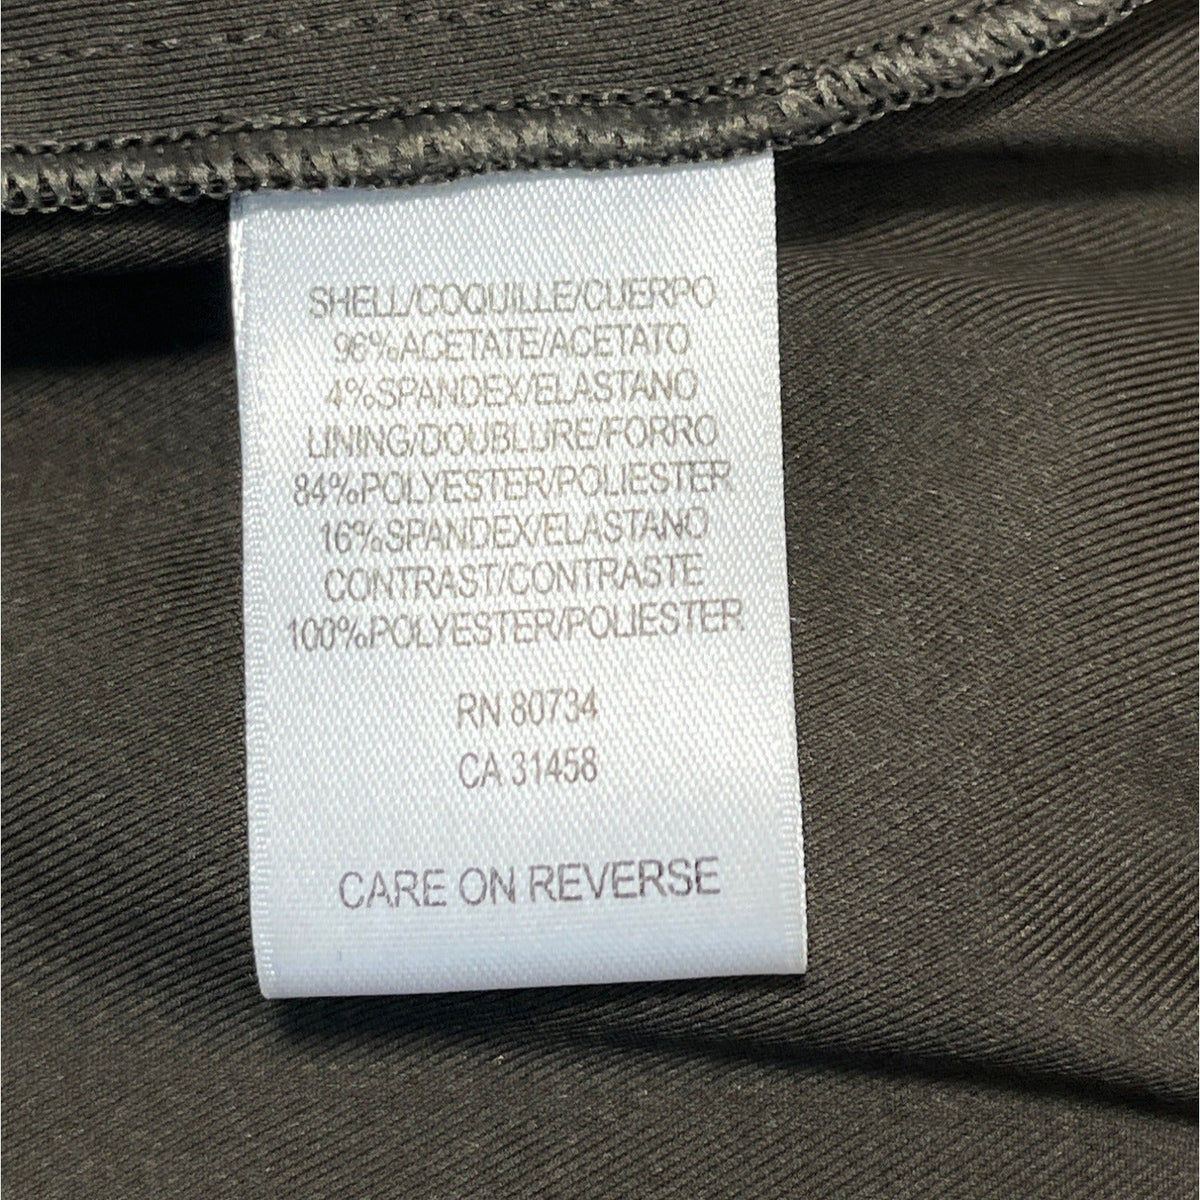 SHELL/COQUILLE/CUERPO
96%ACETATE/ACETATO
4%SPANDEX/ELASTANO
LINING/DOUBLURE/FORRO
84%POLYESTER/POLIESTER
16%SPANDEX/ELASTANO
CONTRAST/CONTRASTE
100%POLYESTER/POLIESTER
RN 80734
CA 31458
CARE ON REVERSE